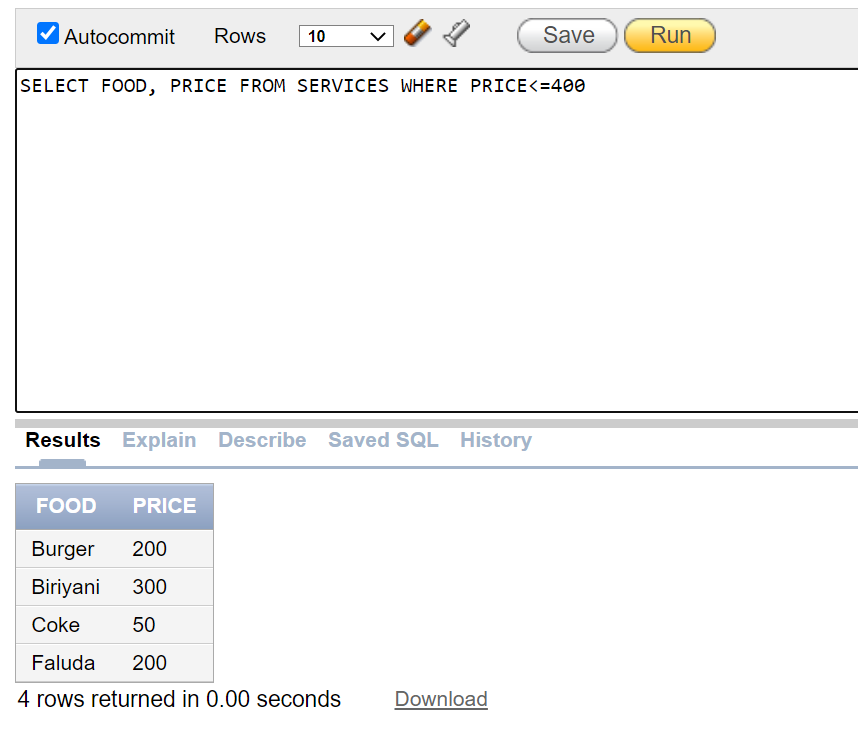 Autocommit Rows 10 Save Run
SELECT FOOD, PRICE FROM SERVICES WHERE PRICE<=400
Results Explain Describe Saved SQL History
FOOD PRICE
Burger 200
Biriyani 300
Coke 50
Faluda 200
4 rows returned in 0.00 seconds Download